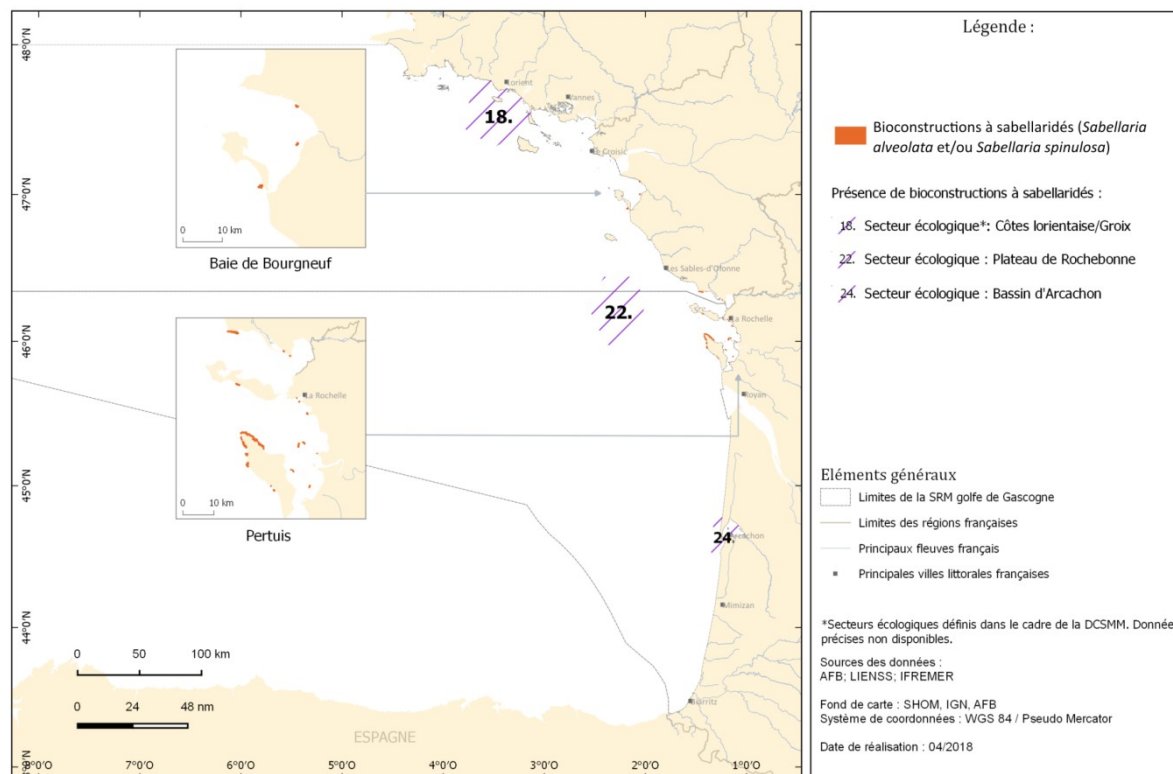 48°0'N
47°0'N
46°0'N
45°0'N
44°0'N
0 10 km
Baie de Bourgneuf
La Rochelle
0 10 km
Pertuis
Lorient
18.
Vannes
Le Croisic
Les Sables-d'Olonne
22.
La Rochelle
Royan
24.
Arcachon
Mimizan
Biarritz
ESPAGNE
0 50 100 km
0 24 48 nm
8°0'O 7°0'O 6°0'O 5°0'O 4°0'O 3°0'O 2°0'O 1°0'O
Légende :
Bioconstructions à sabellaridés (Sabellaria
alveolata et/ou Sabellaria spinulosa)
Présence de bioconstructions à sabellaridés :
18. Secteur écologique*: Côtes lorientaise/Groix
22. Secteur écologique : Plateau de Rochebonne
24. Secteur écologique : Bassin d'Arcachon
Eléments généraux
Limites de la SRM golfe de Gascogne
Limites des régions françaises
Principaux fleuves français
Principales villes littorales françaises
*Secteurs écologiques définis dans le cadre de la DCSMM. Donnée
précises non disponibles.
Sources des données :
AFB; LIENSS; IFREMER
Fond de carte : SHOM, IGN, AFB
Système de coordonnées : WGS 84 / Pseudo Mercator
Date de réalisation : 04/2018